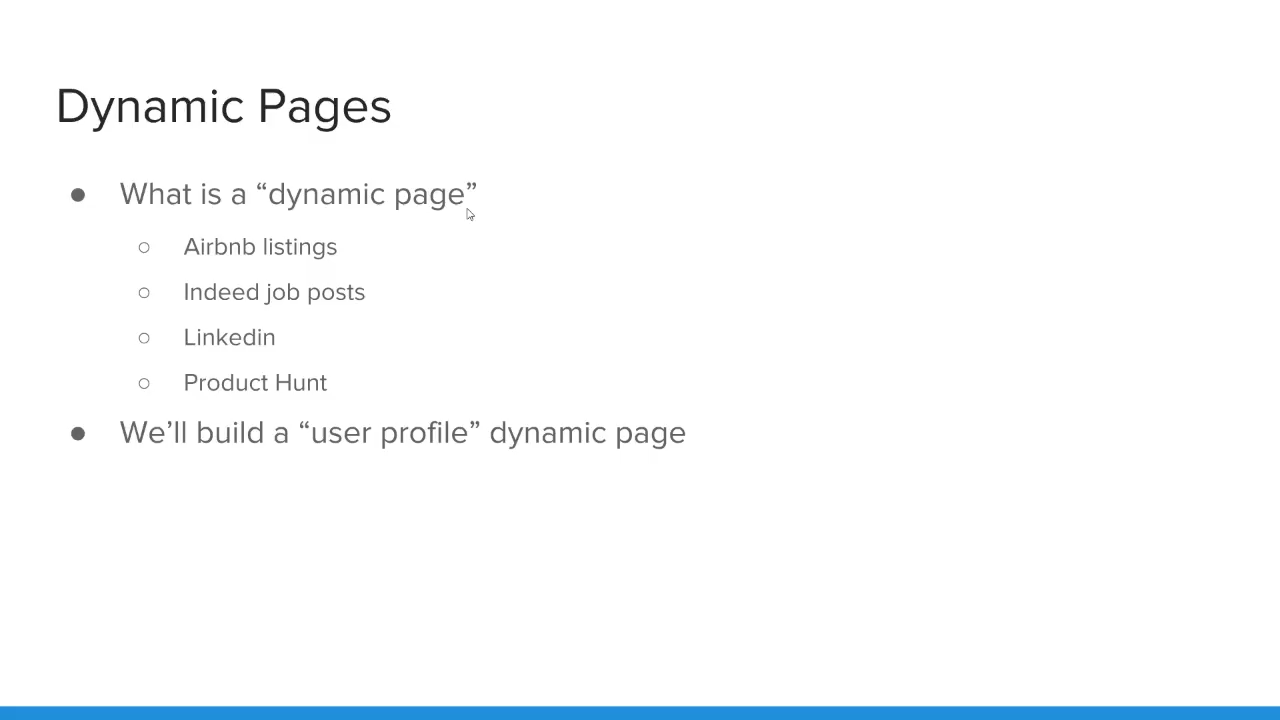 Dynamic Pages
● What is a “dynamic page”
○ Airbnb listings
○ Indeed job posts
○ Linkedin
○ Product Hunt
● We’ll build a “user profile” dynamic page